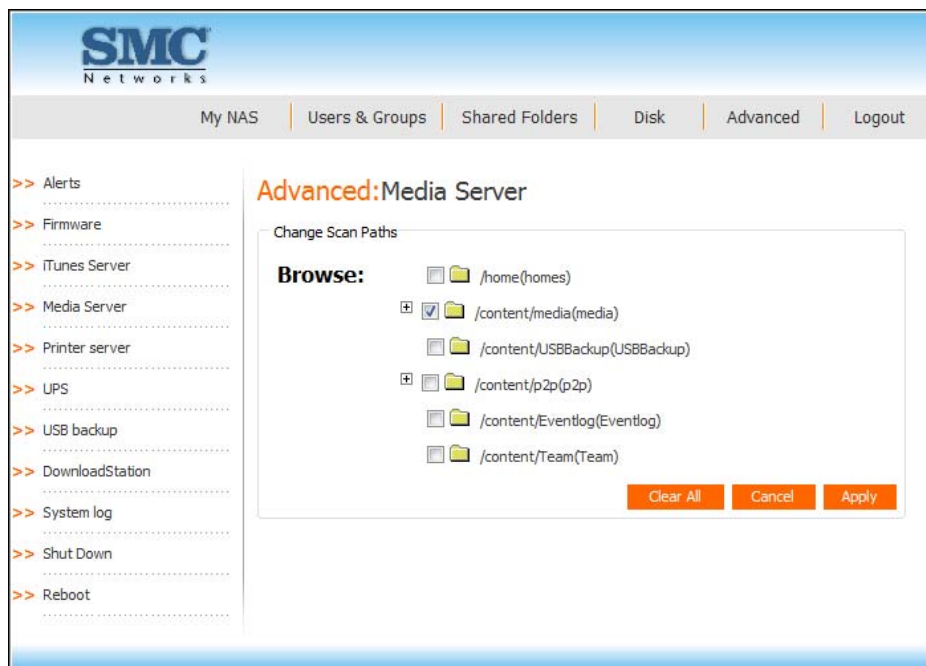 SMC
Networks
My NAS Users & Groups Shared Folders Disk Advanced Logout
>> Alerts
>> Firmware
>> iTunes Server
>> Media Server
>> Printer server
>> UPS
>> USB backup
>> DownloadStation
>> System log
>> Shut Down
>> Reboot
Advanced:Media Server
Change Scan Paths
Browse:
/home(homes)
/content/media(media)
/content/USBBackup(USBBackup)
/content/p2p(p2p)
/content/Eventlog(Eventlog)
/content/Team(Team)
Clear All Cancel Apply